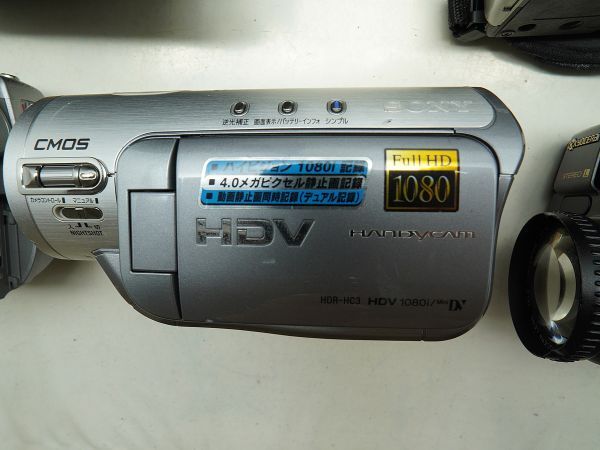 逆光補正 画面表示/バッテリーインフォ シンプル
SONY
CMOS
カメラコントロール マニュアル
NIGHTSHOT
ハイビジョン 1080i 記録
4.0メガピクセル静止画記録
動画静止画同時記録(デュアル記録)
Full HD
1080
HDV
HANDYCAM
HDR-HC3 HDV 1080i/Mini DV
KYOCERA
STEREO